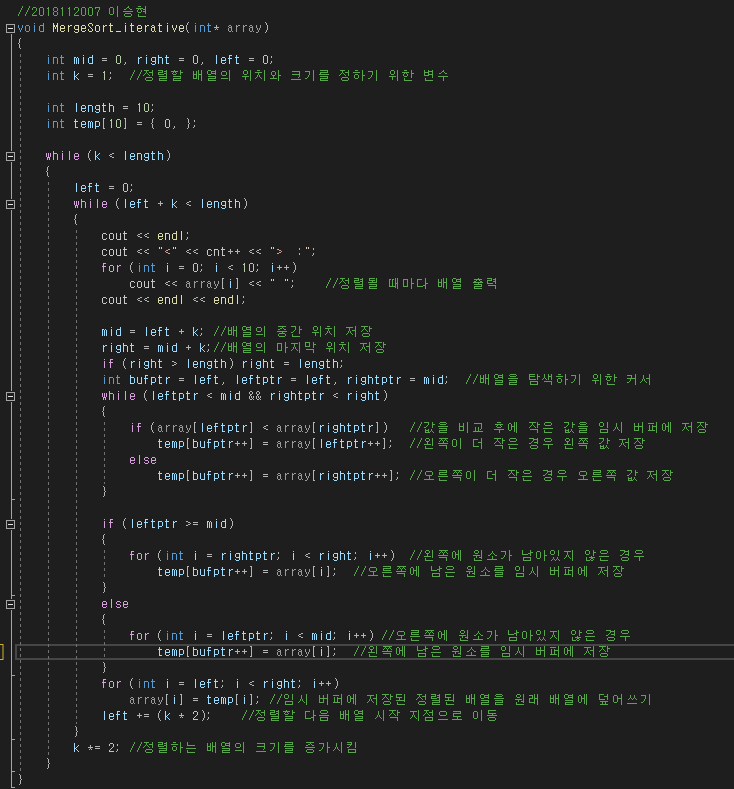 //2018112007 이승현
void MergeSort_iterative(int* array)
{
int mid = 0, right = 0, left = 0;
int k = 1; //정렬할 배열의 위치와 크기를 정하기 위한 변수
int length = 10;
int temp[10] = { 0, };
while (k < length)
{
left = 0;
while (left + k < length)
{
cout << endl;
cout << "<" << cnt++ << "> :";
for (int i = 0; i < 10; i++)
cout << array[i] << " "; //정렬될 때마다 배열 출력
cout << endl << endl;
mid = left + k; //배열의 중간 위치 저장
right = mid + k;//배열의 마지막 위치 저장
if (right > length) right = length;
int bufptr = left, leftptr = left, rightptr = mid; //배열을 탐색하기 위한 커서
while (leftptr < mid && rightptr < right)
{
if (array[leftptr] < array[rightptr]) //값을 비교 후에 작은 값을 임시 버퍼에 저장
temp[bufptr++] = array[leftptr++]; //왼쪽이 더 작은 경우 왼쪽 값 저장
else
temp[bufptr++] = array[rightptr++]; //오른쪽이 더 작은 경우 오른쪽 값 저장
}
if (leftptr >= mid)
{
for (int i = rightptr; i < right; i++) //왼쪽에 원소가 남아있지 않은 경우
temp[bufptr++] = array[i]; //오른쪽에 남은 원소를 임시 버퍼에 저장
}
else
{
for (int i = leftptr; i < mid; i++) //오른쪽에 원소가 남아있지 않은 경우
temp[bufptr++] = array[i]; //왼쪽에 남은 원소를 임시 버퍼에 저장
}
for (int i = left; i < right; i++)
array[i] = temp[i]; //임시 버퍼에 저장된 정렬된 배열을 원래 배열에 덮어쓰기
left += (k * 2); //정렬할 다음 배열 시작 지점으로 이동
}
k *= 2; //정렬하는 배열의 크기를 증가시킴
}
}